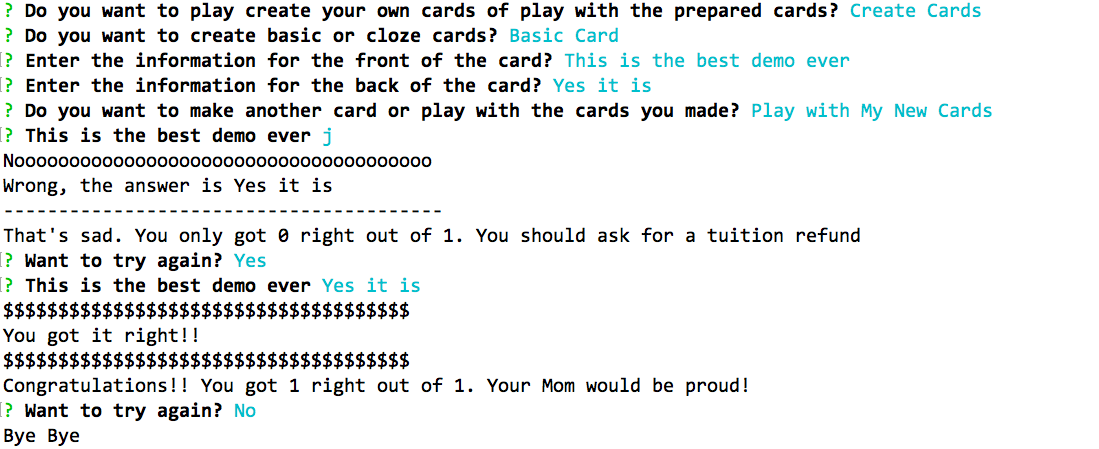 ? Do you want to play create your own cards of play with the prepared cards? Create Cards
? Do you want to create basic or cloze cards? Basic Card
? Enter the information for the front of the card? This is the best demo ever
? Enter the information for the back of the card? Yes it is
? Do you want to make another card or play with the cards you made? Play with My New Cards
? This is the best demo ever j
Noooooooooooooooooooooooooooooooooooooo
Wrong, the answer is Yes it is
----------------------------------------
That's sad. You only got 0 right out of 1. You should ask for a tuition refund
? Want to try again? Yes
? This is the best demo ever Yes it is
$$$$$$$$$$$$$$$$$$$$$$$$$$$$$$$$$$$$$
You got it right!!
$$$$$$$$$$$$$$$$$$$$$$$$$$$$$$$$$$$$$
Congratulations!! You got 1 right out of 1. Your Mom would be proud!
? Want to try again? No
Bye Bye